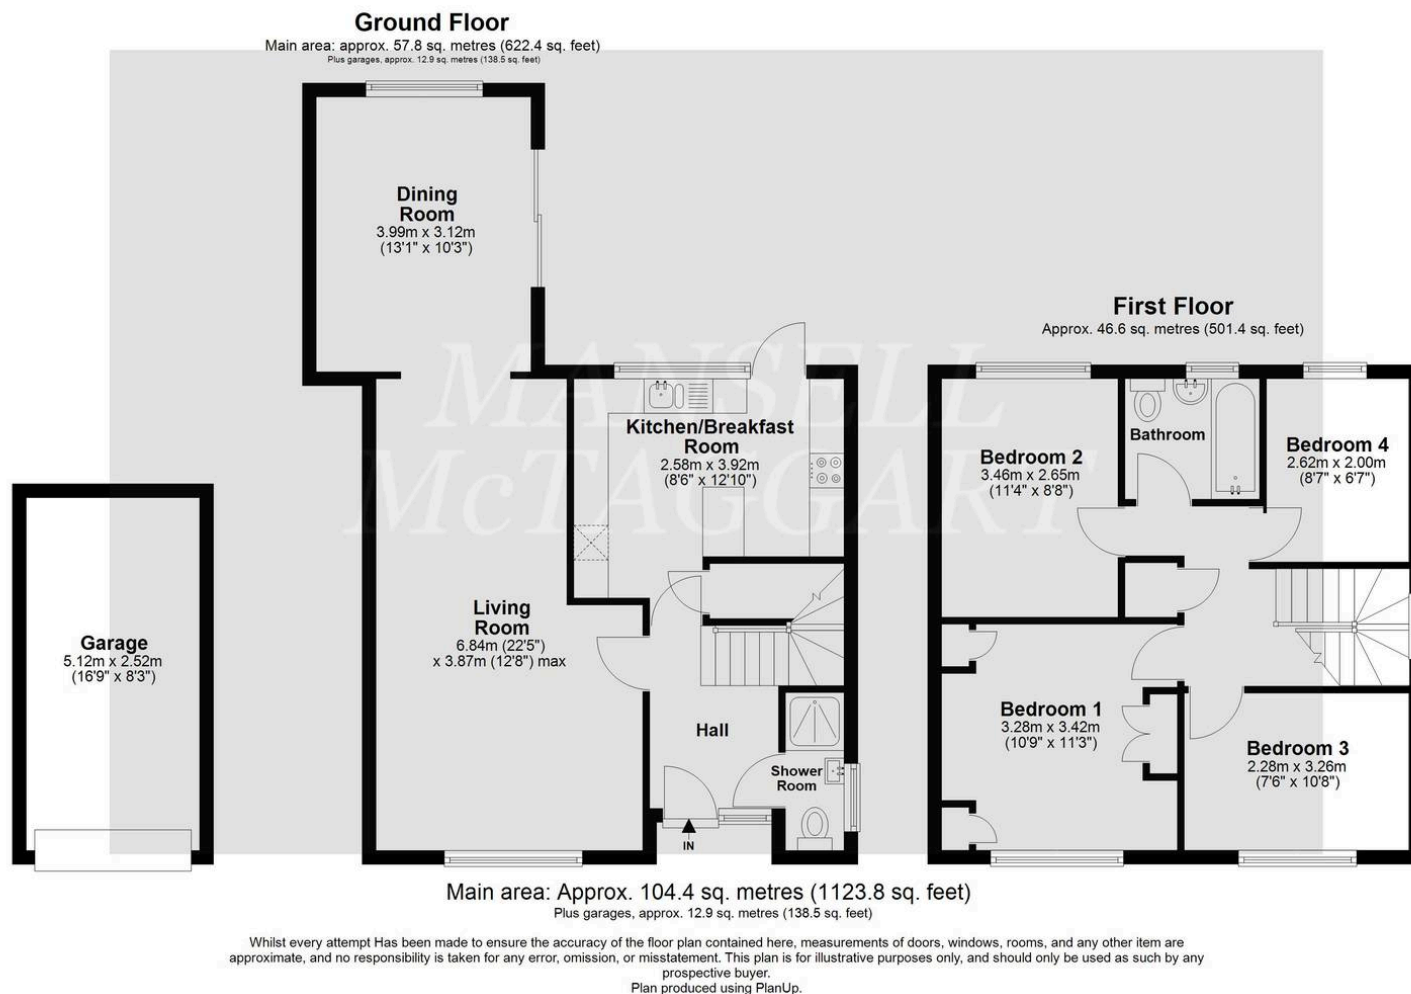 Ground Floor
Main area: approx. 57.8 sq. metres (622.4 sq. feet)
Plus garages, approx. 12.9 sq. metres (138.5 sq. feet)
Dining
Room
3.99m x 3.12m
(13'1" x 10'3")
First Floor
Approx. 46.6 sq. metres (501.4 sq. feet)
MANSELL
McTAGGART
Kitchen/Breakfast
Room
2.58m x 3.92m
(8'6" x 12'10")
Bedroom 2
3.46m x 2.65m
(11'4" x 8'8")
Bathroom
Bedroom 4
2.62m x 2.00m
(8'7" x 6'7")
Garage
5.12m x 2.52m
(16'9" x 8'3")
Living
Room
6.84m (22'5")
x 3.87m (12'8") max
Hall
Shower
Room
IN
Bedroom 1
3.28m x 3.42m
(10'9" x 11'3")
Bedroom 3
2.28m x 3.26m
(7'6" x 10'8")
Main area: Approx. 104.4 sq. metres (1123.8 sq. feet)
Plus garages, approx. 12.9 sq. metres (138.5 sq. feet)
Whilst every attempt Has been made to ensure the accuracy of the floor plan contained here, measurements of doors, windows, rooms, and any other item are
approximate, and no responsibility is taken for any error, omission, or misstatement. This plan is for illustrative purposes only, and should only be used as such by any
prospective buyer.
Plan produced using PlanUp.